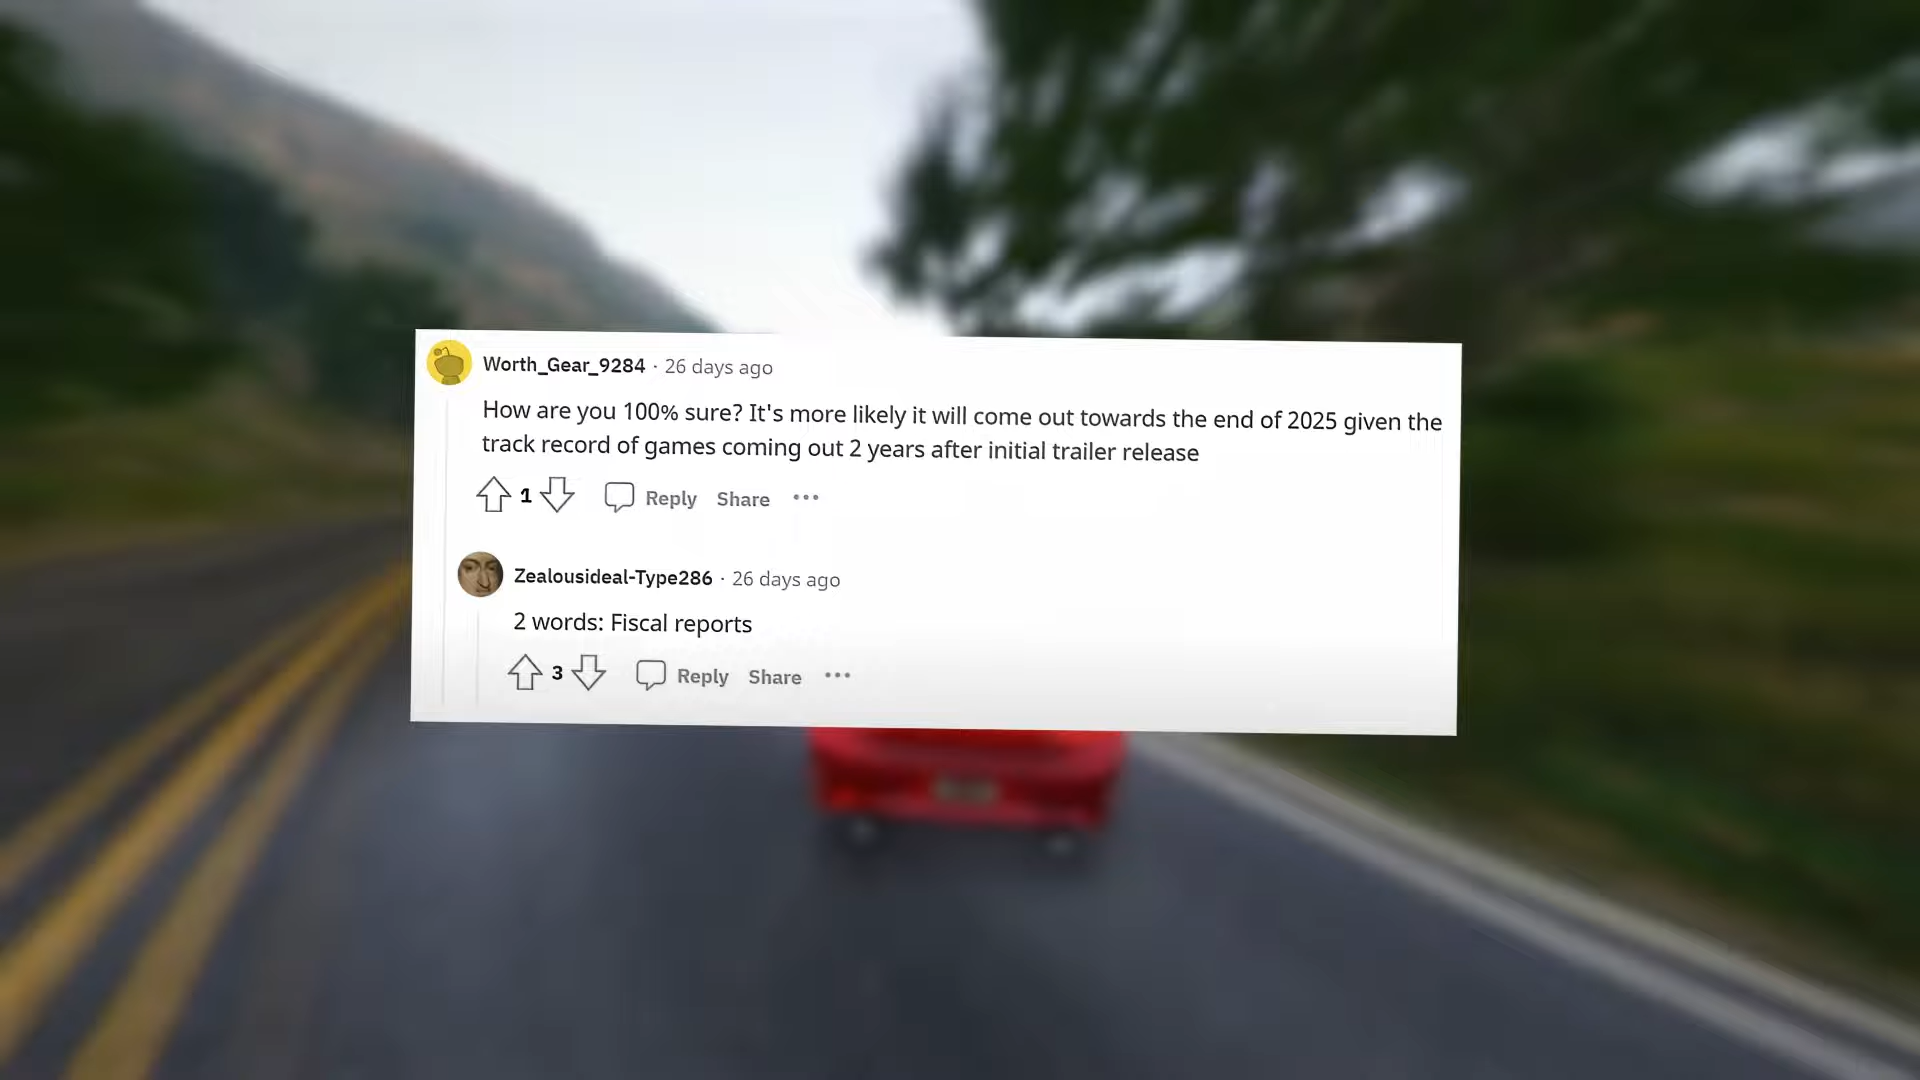 Worth_Gear_9284 · 26 days ago
How are you 100% sure? It's more likely it will come out towards the end of 2025 given the
track record of games coming out 2 years after initial trailer release
1 Reply Share ···
Zealousideal-Type286 · 26 days ago
2 words: Fiscal reports
3 Reply Share ···